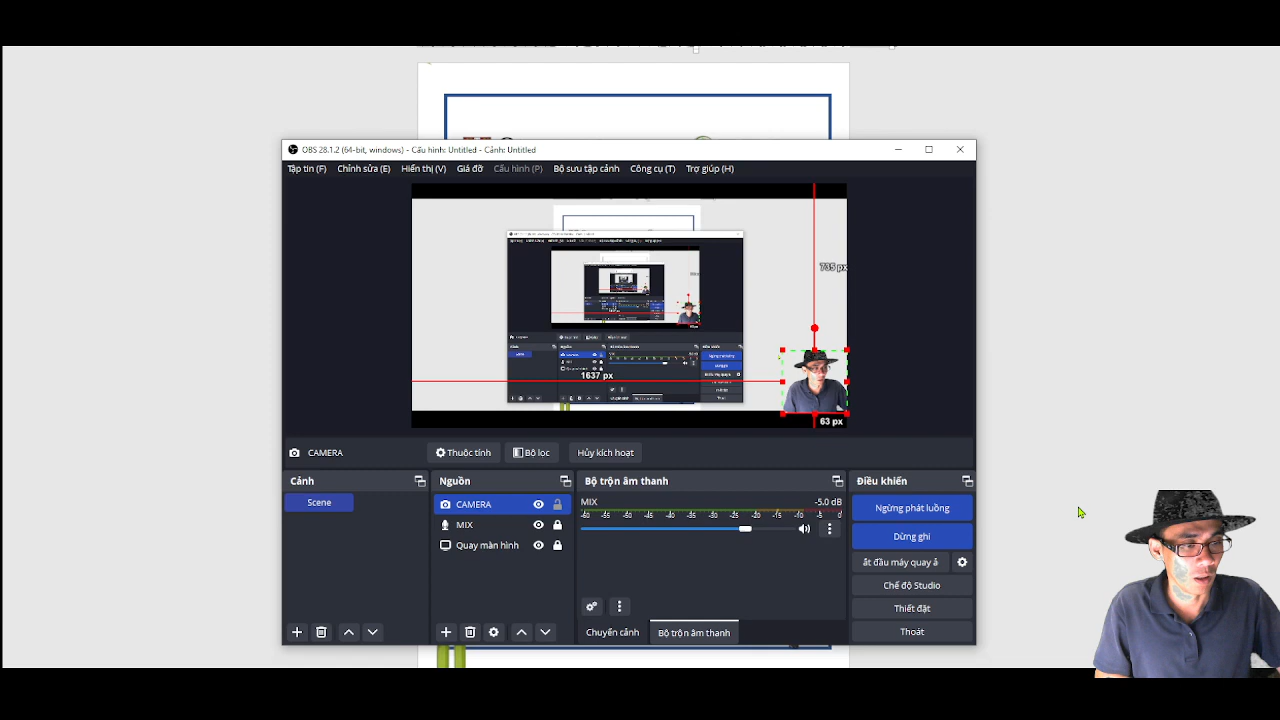 OBS 28.1.2 (64-bit, windows) - Cấu hình: Untitled - Cảnh: Untitled
Tập tin (F) Chỉnh sửa (E) Hiển thị (V) Giá đỡ Cấu hình (P) Bộ sưu tập cảnh Công cụ (T) Trợ giúp (H)
735 px
1637 px
63 px
CAMERA Thuộc tính Bộ lọc Hủy kích hoạt
Cảnh Nguồn Bộ trộn âm thanh Điều khiển
Scene
CAMERA
MIX
Quay màn hình
MIX -5.0 dB
-60 -55 -50 -45 -40 -35 -30 -25 -20 -15 -10 -5 0
Ngừng phát luồng
Dừng ghi
ắt đầu máy quay ả
Chế độ Studio
Thiết đặt
Thoát
Chuyển cảnh Bộ trộn âm thanh